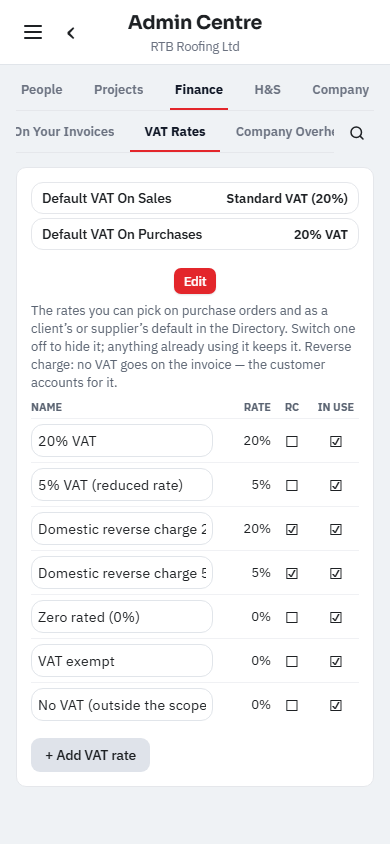 Admin Centre
RTB Roofing Ltd
People Projects Finance H&S Company
On Your Invoices VAT Rates Company Overhe
Default VAT On Sales Standard VAT (20%)
Default VAT On Purchases 20% VAT
Edit
The rates you can pick on purchase orders and as a
client’s or supplier’s default in the Directory. Switch one
off to hide it; anything already using it keeps it. Reverse
charge: no VAT goes on the invoice — the customer
accounts for it.
NAME RATE RC IN USE
20% VAT 20%
5% VAT (reduced rate) 5%
Domestic reverse charge 2 20%
Domestic reverse charge 5 5%
Zero rated (0%) 0%
VAT exempt 0%
No VAT (outside the scope 0%
+ Add VAT rate